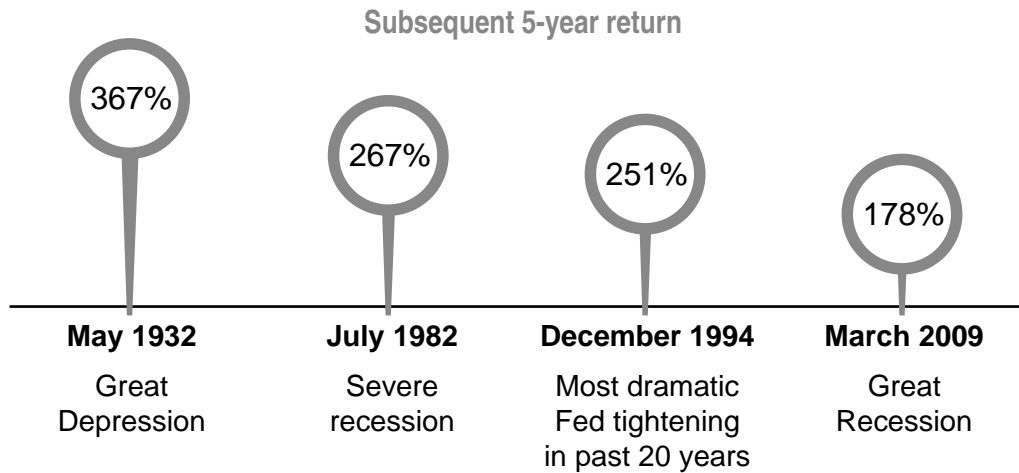 Subsequent 5-year return
367%
267%
251%
178%
May 1932
July 1982
December 1994
March 2009
Great
Depression
Severe
recession
Most dramatic
Fed tightening
in past 20 years
Great
Recession